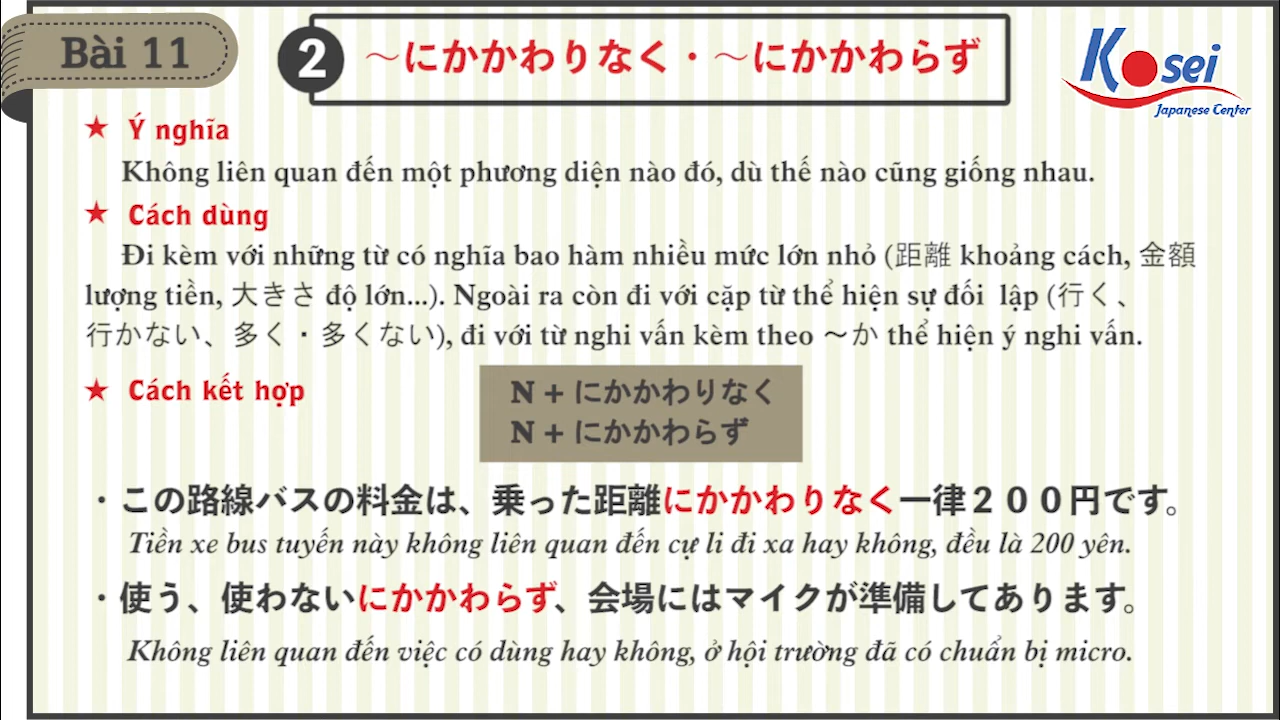 Bài 11
2 ～にかかわりなく・～にかかわらず
Kosei
Japanese Center
★ Ý nghĩa
Không liên quan đến một phương diện nào đó, dù thế nào cũng giống nhau.
★ Cách dùng
Đi kèm với những từ có nghĩa bao hàm nhiều mức lớn nhỏ (距離 khoảng cách, 金額
lượng tiền, 大きさ độ lớn...). Ngoài ra còn đi với cặp từ thể hiện sự đối lập (行く、
行かない、多く・多くない), đi với từ nghi vấn kèm theo ～か thể hiện ý nghi vấn.
★ Cách kết hợp
N + にかかわりなく
N + にかかわらず
・この路線バスの料金は、乗った距離にかかわりなく一律２００円です。
Tiền xe bus tuyến này không liên quan đến cự li đi xa hay không, đều là 200 yên.
・使う、使わないにかかわらず、会場にはマイクが準備してあります。
Không liên quan đến việc có dùng hay không, ở hội trường đã có chuẩn bị micro.